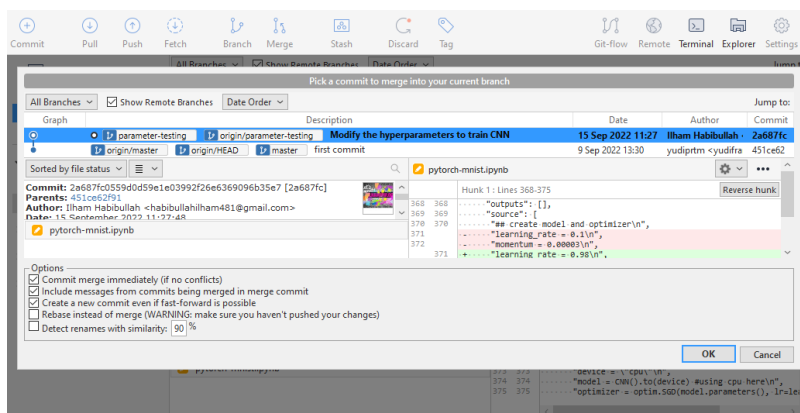 Commit Pull Push Fetch Branch Merge Stash Discard Tag Git-flow Remote Terminal Explorer Settings
All Branches Show Remote Branches Date Order Jump to
Pick a commit to merge into your current branch
All Branches Show Remote Branches Date Order Jump to:
Graph Description Date Author Commit
parameter-testing origin/parameter-testing Modify the hyperparameters to train CNN 15 Sep 2022 11:27 Ilham Habibullah 2a687fc
origin/master origin/HEAD master first commit 9 Sep 2022 13:30 yudiprtm <yudifra 451ce62
Sorted by file status pytorch-mnist.ipynb
Commit: 2a687fc0559d0d59e1e03992f26e6369096b35e7 [2a687fc]
Parents: 451ce62f91
Author: Ilham Habibullah <habibullahilham481@gmail.com>
Date: 15 September 2022 11:27:48
pytorch-mnist.ipynb
Hunk 1 : Lines 368-375 Reverse hunk
368 368 "outputs": [],
369 369 "source": [
370 370 "## create model and optimizer\n",
371 - "learning_rate = 0.1\n",
372 - "momentum = 0.00003\n",
371 + "learning rate = 0.98\n",
Options
Commit merge immediately (if no conflicts)
Include messages from commits being merged in merge commit
Create a new commit even if fast-forward is possible
Rebase instead of merge (WARNING: make sure you haven't pushed your changes)
Detect renames with similarity: 90 %
OK Cancel
pytorch-mnist.ipynb
373 373 "device = \"cpu\"\n",
374 374 "model = CNN().to(device) #using cpu here\n",
375 375 "optimizer = optim.SGD(model.parameters(),